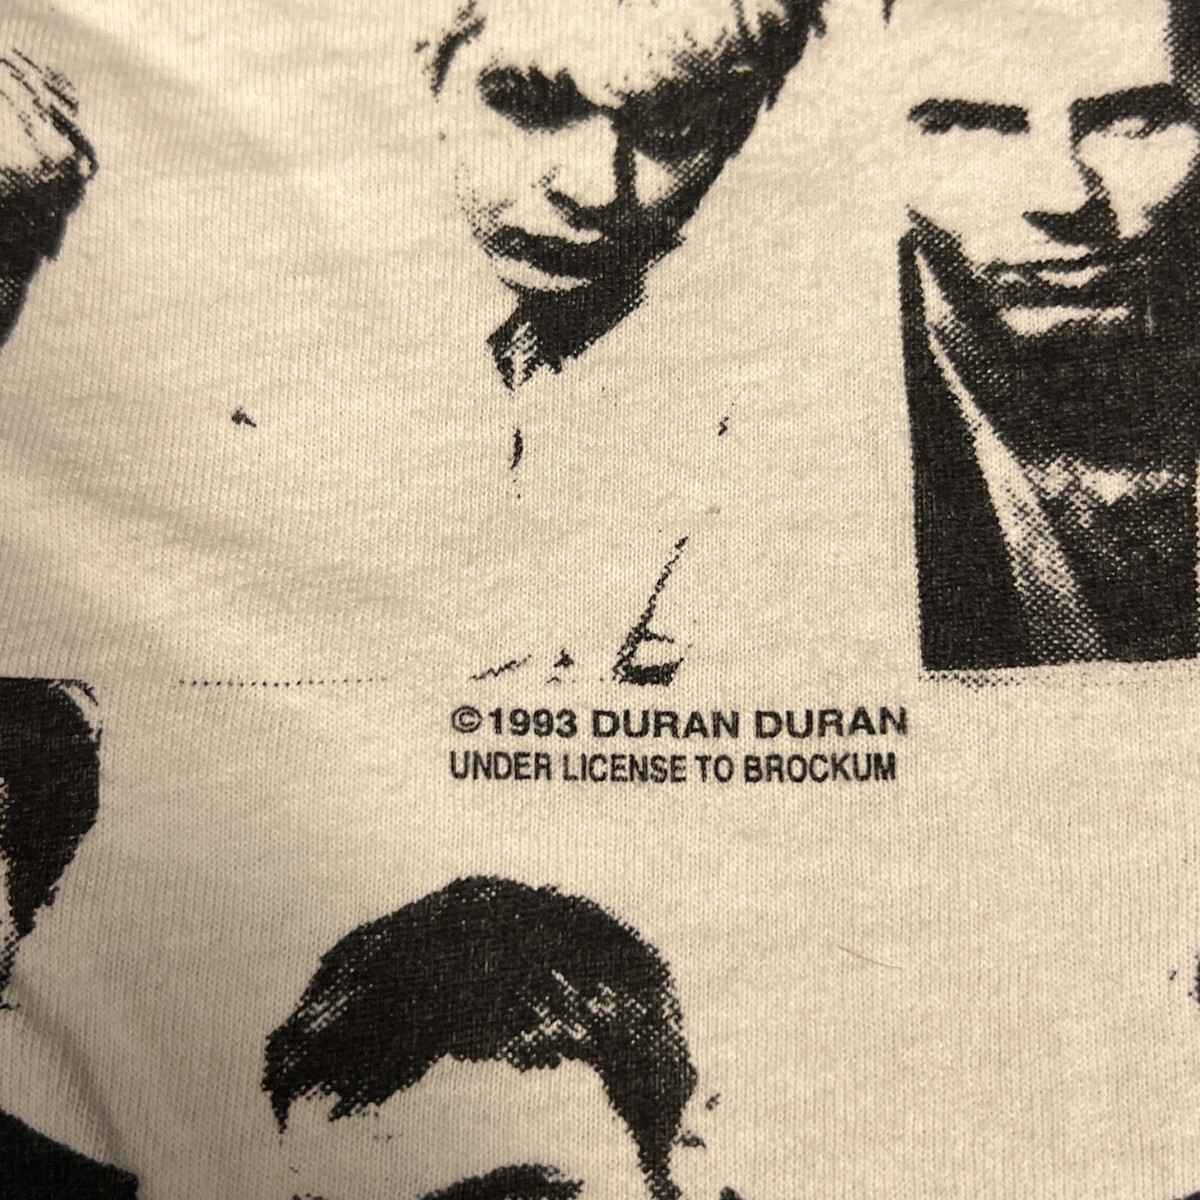 ©1993 DURAN DURAN
UNDER LICENSE TO BROCKUM